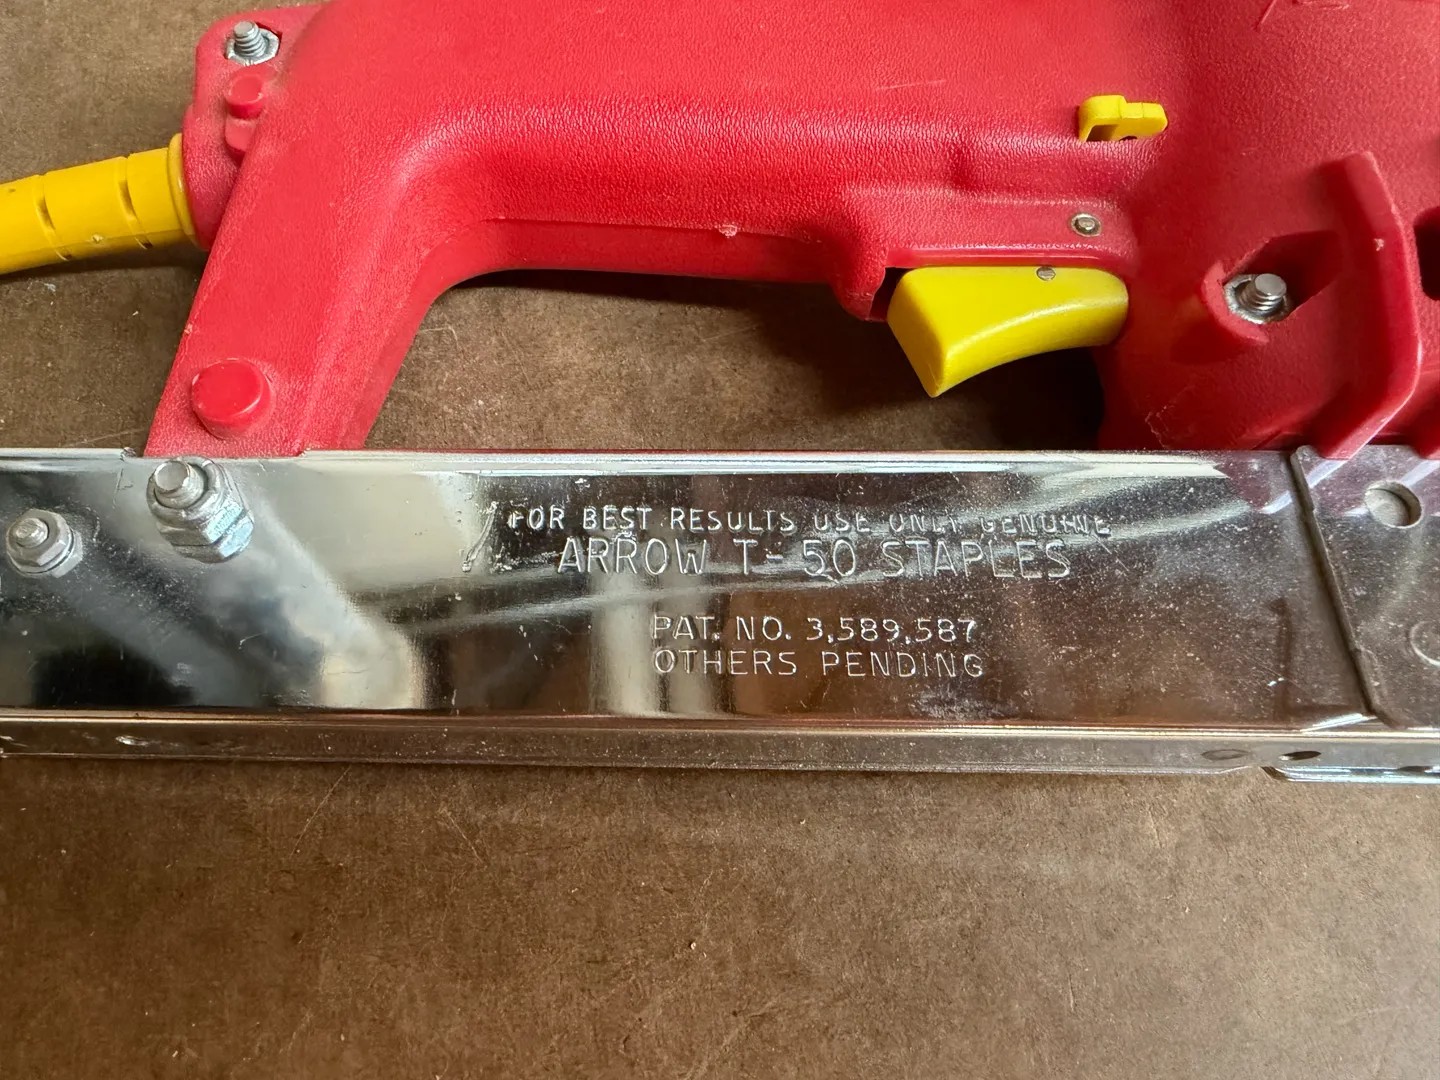 FOR BEST RESULTS USE ONLY GENUINE
ARROW T-50 STAPLES
PAT. NO. 3,589,587
OTHERS PENDING